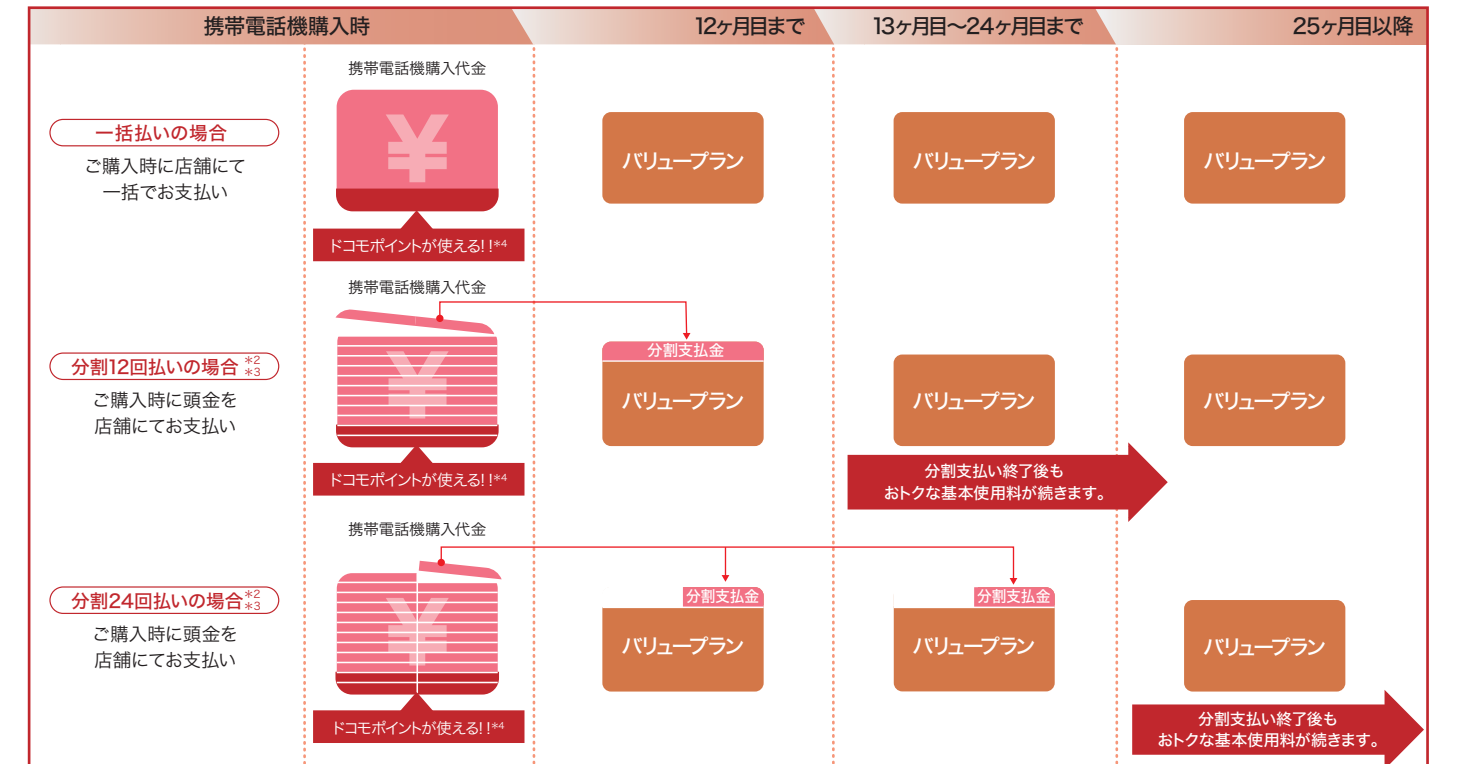 携帯電話機購入時
12ヶ月目まで
13ヶ月目～24ヶ月目まで
25ヶ月目以降
携帯電話機購入代金
¥
一括払いの場合
ご購入時に店舗にて
一括でお支払い
バリュープラン
バリュープラン
バリュープラン
ドコモポイントが使える!!*4
携帯電話機購入代金
¥
分割12回払いの場合 *2
*3
ご購入時に頭金を
店舗にてお支払い
分割支払金
バリュープラン
バリュープラン
バリュープラン
ドコモポイントが使える!!*4
分割支払い終了後も
おトクな基本使用料が続きます。
携帯電話機購入代金
¥
分割24回払いの場合*2
*3
ご購入時に頭金を
店舗にてお支払い
分割支払金
バリュープラン
分割支払金
バリュープラン
バリュープラン
ドコモポイントが使える!!*4
分割支払い終了後も
おトクな基本使用料が続きます。